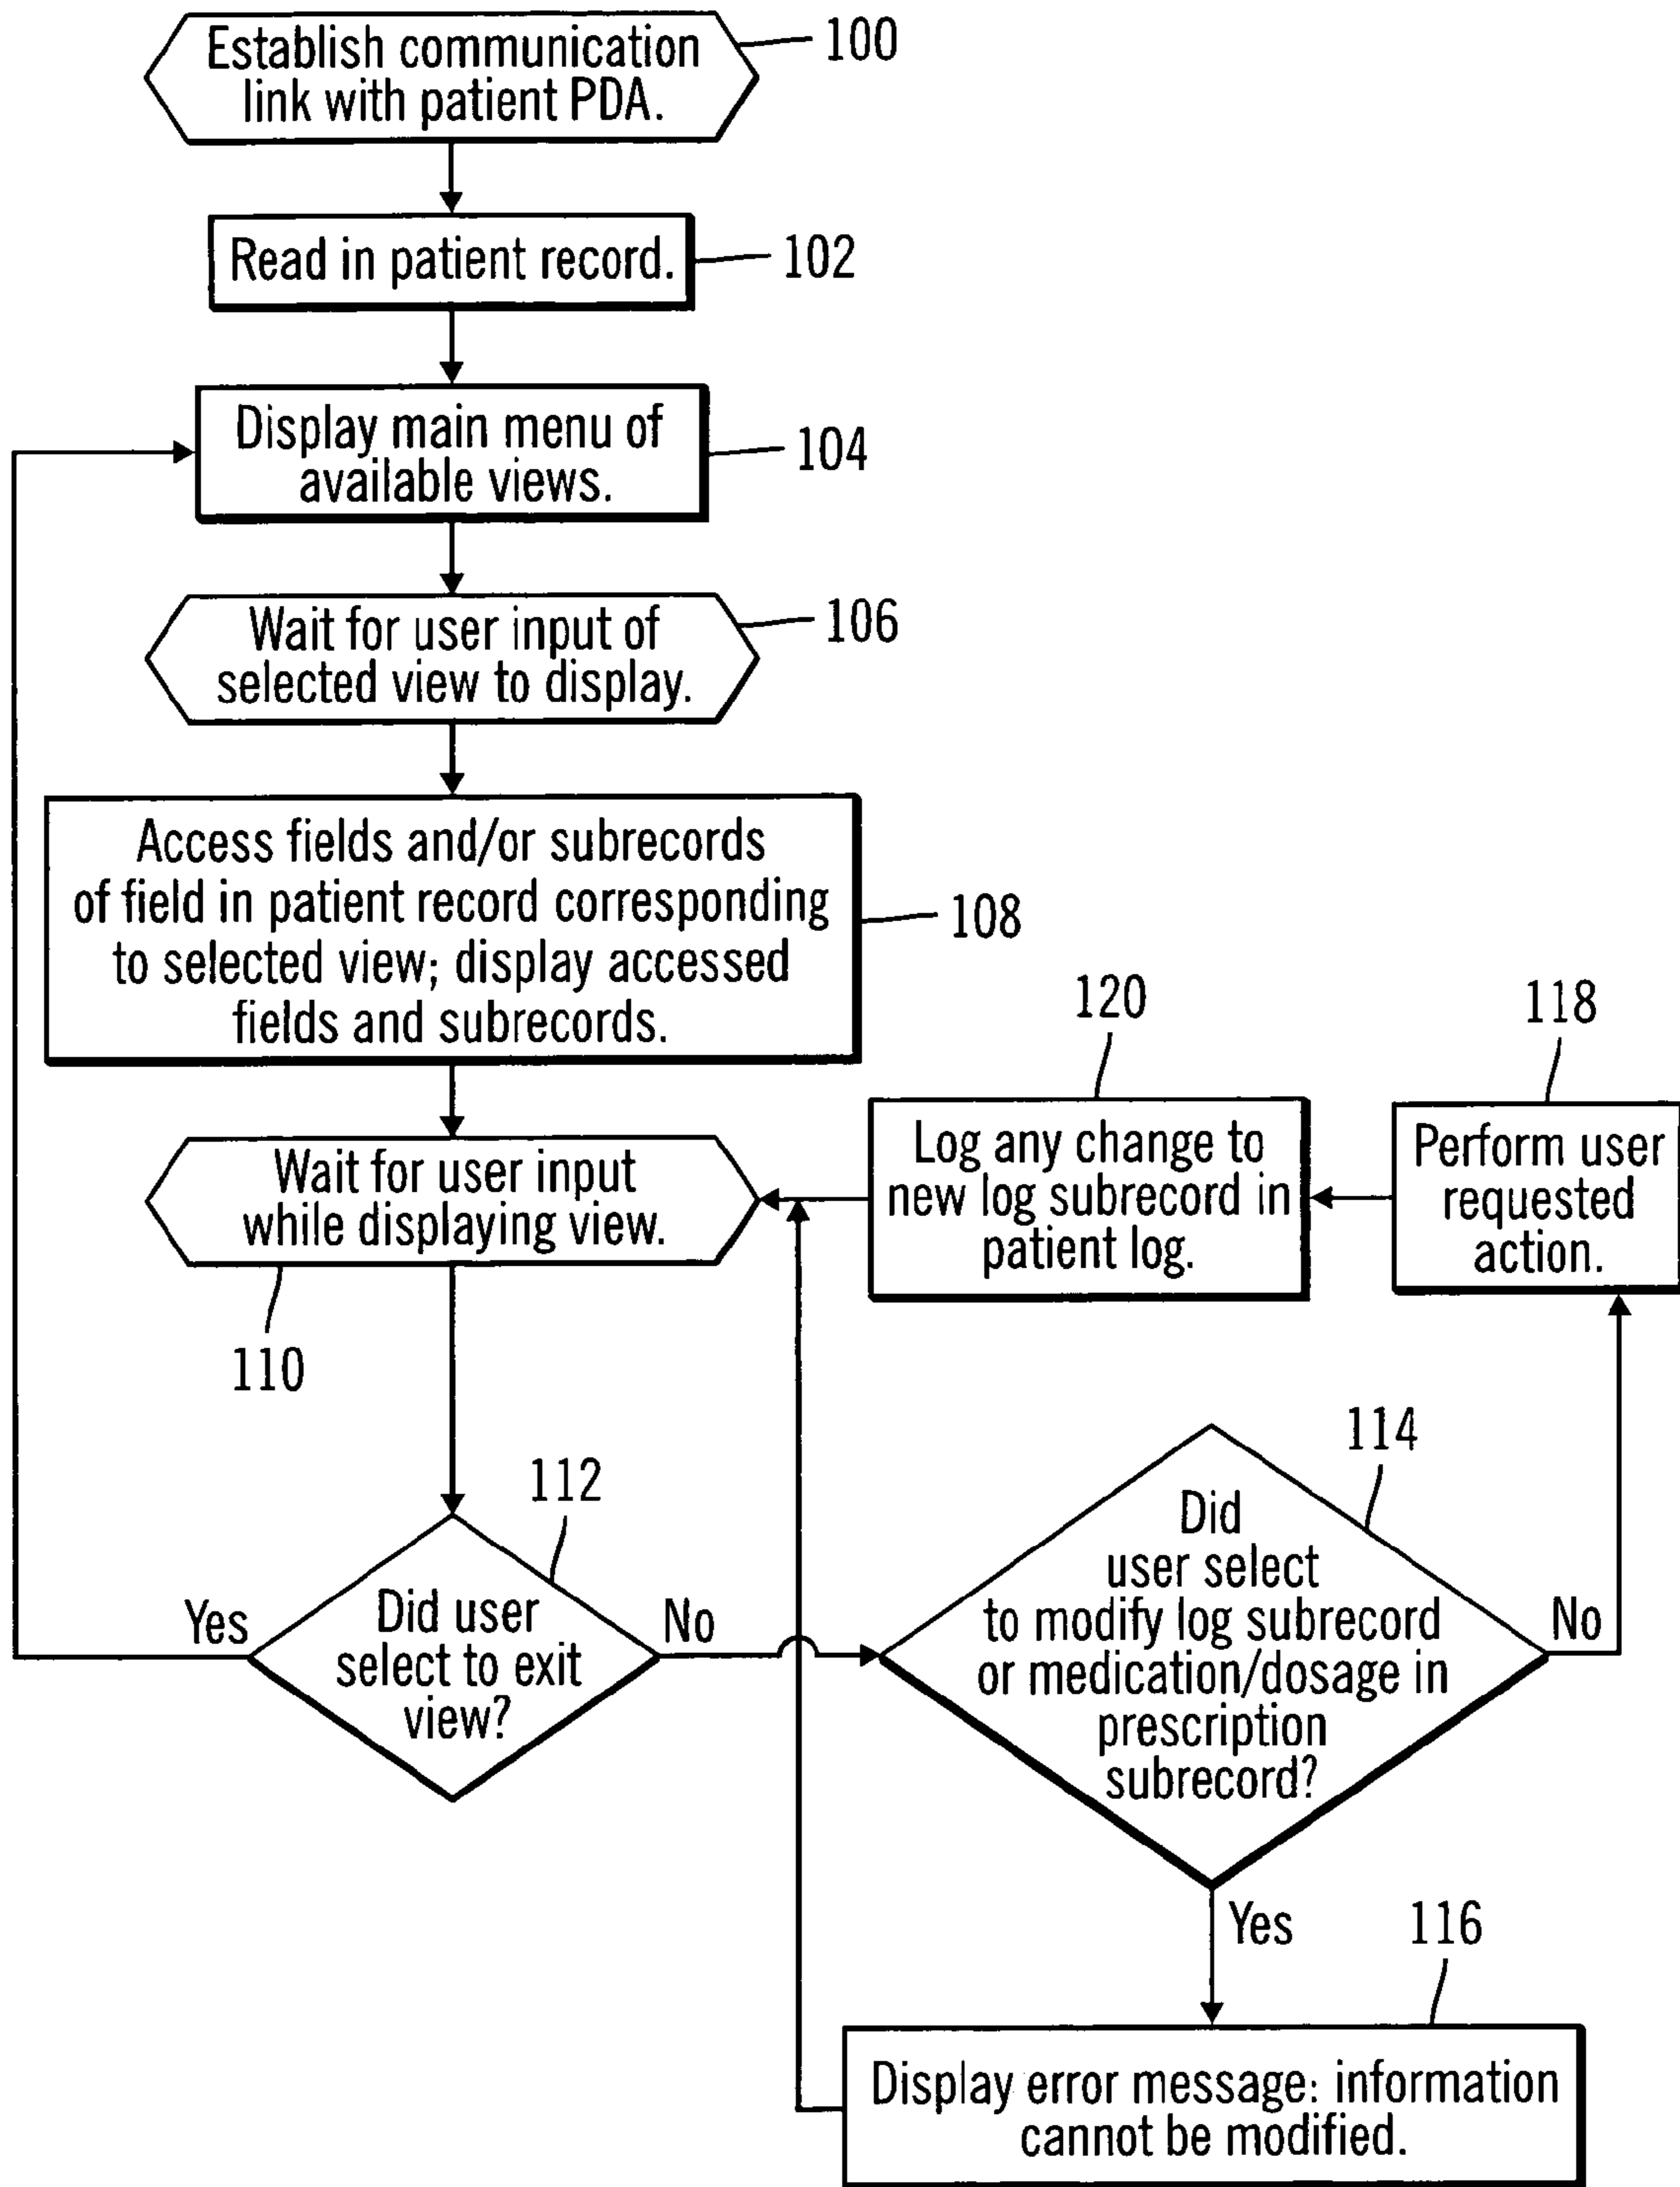 Establish communication
link with patient PDA.
100
Read in patient record.
102
Display main menu of
available views.
104
Wait for user input of
selected view to display.
106
Access fields and/or subrecords
of field in patient record corresponding
to selected view; display accessed
fields and subrecords.
108
Wait for user input
while displaying view.
110
120
Log any change to
new log subrecord in
patient log.
118
Perform user
requested
action.
112
Did user
select to exit
view?
Yes
No
114
Did
user select
to modify log subrecord
or medication/dosage in
prescription
subrecord?
No
Yes
116
Display error message: information
cannot be modified.